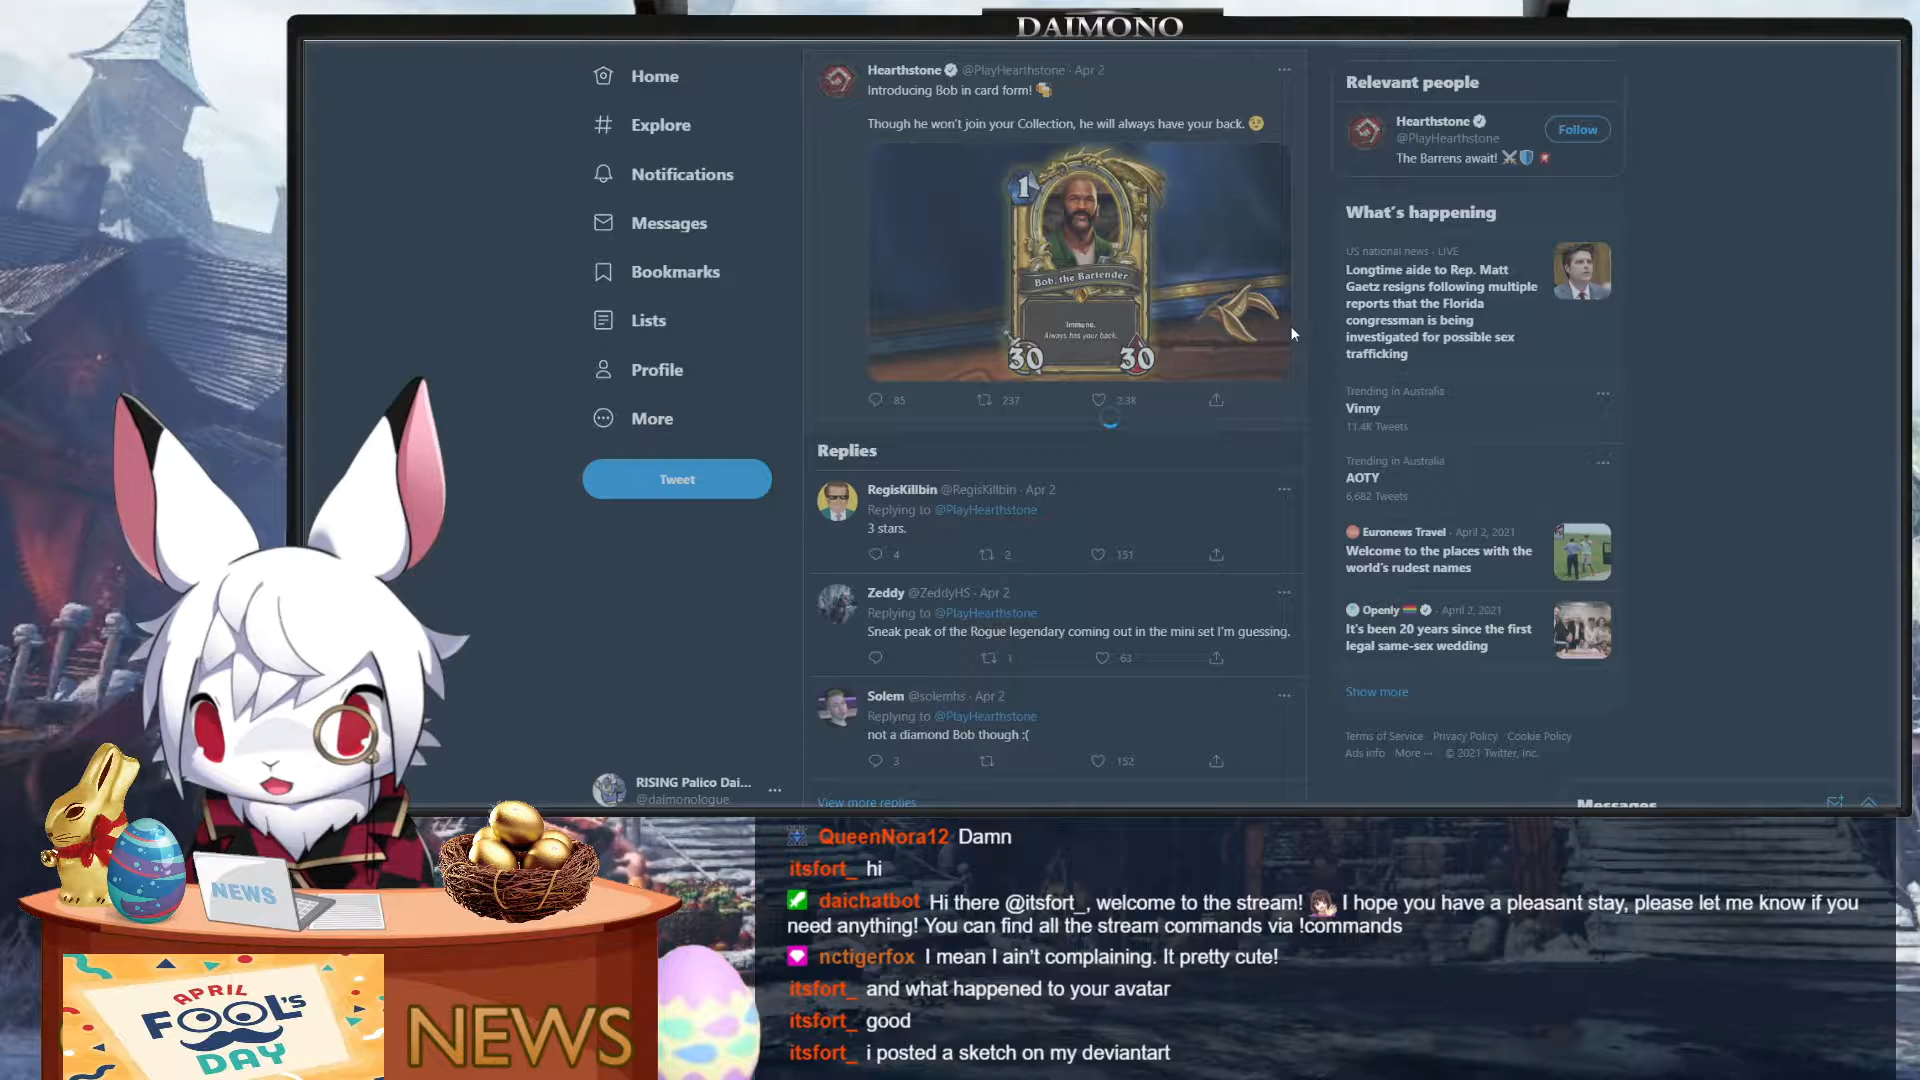 DAIMONO
Home
Explore
Notifications
Messages
Bookmarks
Lists
Profile
More
Tweet
RISING Palico Dai...
@daimonologue
Hearthstone @PlayHearthstone · Apr 2
Introducing Bob in card form!
Though he won't join your Collection, he will always have your back.
1
Bob, the Bartender
Immune.
Always has your back.
30 30
85 237 2.3K
Replies
RegisKillbin @RegisKillbin · Apr 2
Replying to @PlayHearthstone
3 stars.
4 2 151
Zeddy @ZeddyHS · Apr 2
Replying to @PlayHearthstone
Sneak peak of the Rogue legendary coming out in the mini set I'm guessing.
1 63
Solem @solemhs · Apr 2
Replying to @PlayHearthstone
not a diamond Bob though :(
3 152
View more replies
Relevant people
Hearthstone
@PlayHearthstone
Follow
The Barrens await!
What's happening
US national news · LIVE
Longtime aide to Rep. Matt
Gaetz resigns following multiple
reports that the Florida
congressman is being
investigated for possible sex
trafficking
Trending in Australia
Vinny
11.4K Tweets
Trending in Australia
AOTY
6,682 Tweets
Euronews Travel · April 2, 2021
Welcome to the places with the
world's rudest names
Openly · April 2, 2021
It's been 20 years since the first
legal same-sex wedding
Show more
Terms of Service Privacy Policy Cookie Policy
Ads info More ··· © 2021 Twitter, Inc.
Messages
QueenNora12 Damn
itsfort_ hi
daichatbot Hi there @itsfort_, welcome to the stream! I hope you have a pleasant stay, please let me know if you
need anything! You can find all the stream commands via !commands
nctigerfox I mean I ain't complaining. It pretty cute!
itsfort_ and what happened to your avatar
itsfort_ good
itsfort_ i posted a sketch on my deviantart
NEWS
APRIL
FOOL'S
DAY
NEWS